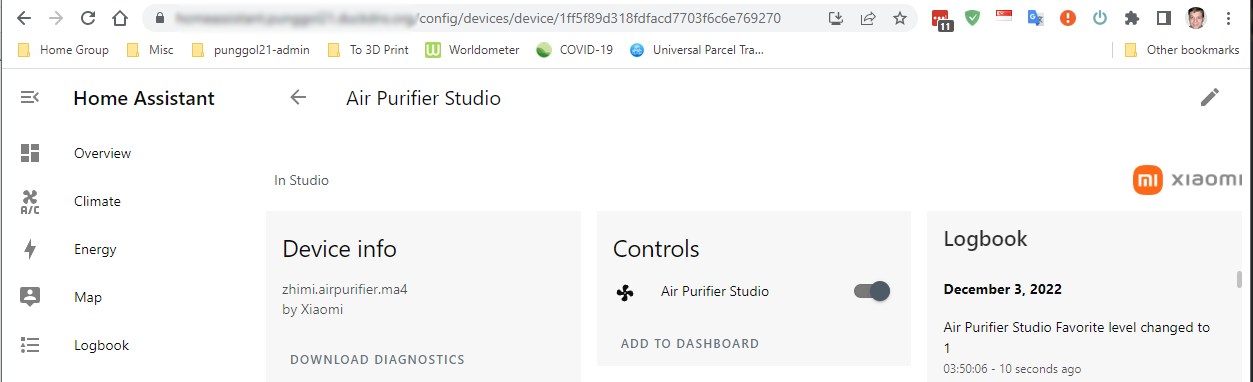 /config/devices/device/1ff5f89d318fdfacd7703f6c6e769270
11
Home Group
Misc
punggol21-admin
To 3D Print
W
Worldometer
COVID-19
Universal Parcel Tra...
Other bookmarks
Home Assistant
Air Purifier Studio
Overview
In Studio
mi xiaomi
A/C
Climate
Energy
Map
Logbook
Device info
zhimi.airpurifier.ma4
by Xiaomi
DOWNLOAD DIAGNOSTICS
Controls
Air Purifier Studio
ADD TO DASHBOARD
Logbook
December 3, 2022
Air Purifier Studio Favorite level changed to
1
03:50:06 - 10 seconds ago